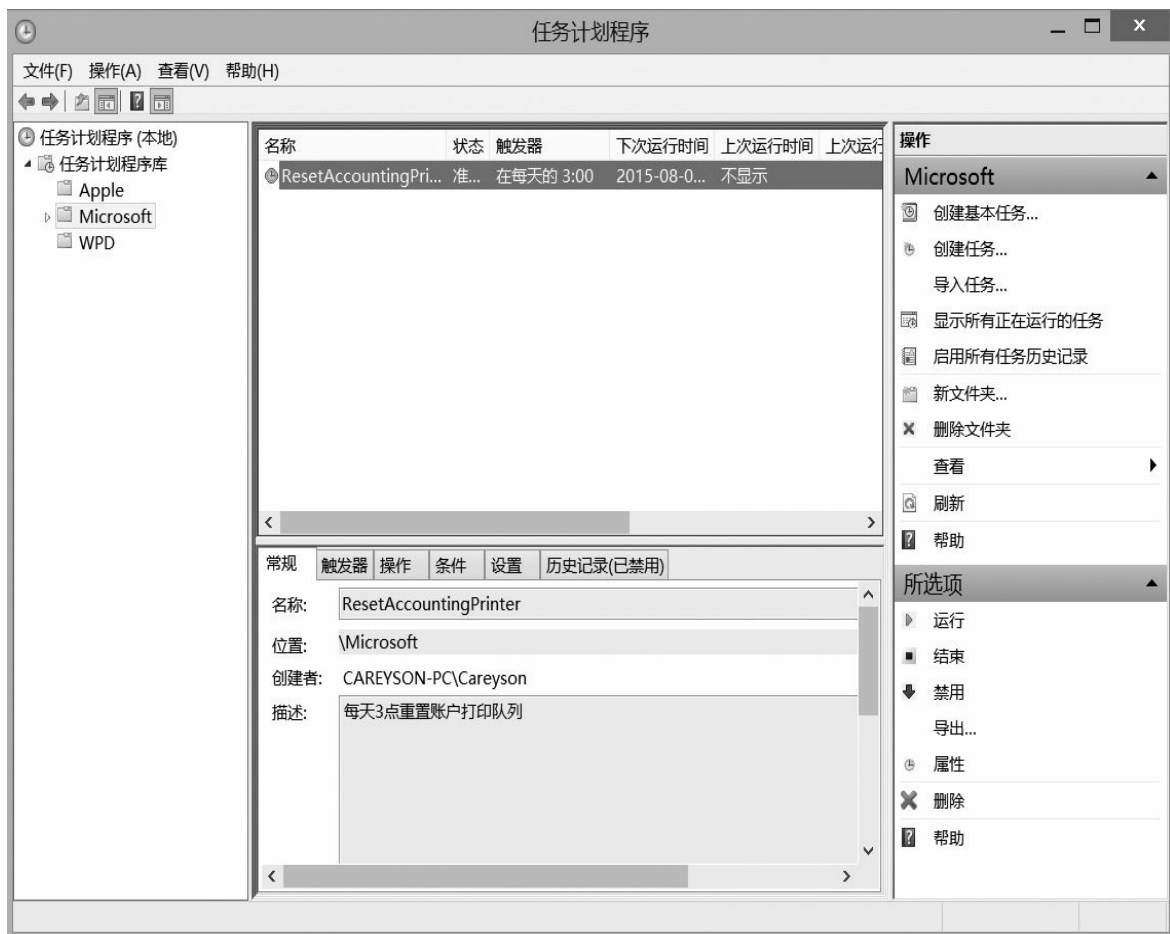 任务计划程序
文件(F) 操作(A) 查看(V) 帮助(H)
任务计划程序 (本地)
任务计划程序库
Apple
Microsoft
WPD
名称 状态 触发器 下次运行时间 上次运行时间 上次运行
ResetAccountingPri... 准... 在每天的 3:00 2015-08-0... 不显示
常规 触发器 操作 条件 设置 历史记录(已禁用)
名称: ResetAccountingPrinter
位置: \Microsoft
创建者: CAREYSON-PC\Careyson
描述: 每天3点重置账户打印队列
操作
Microsoft
创建基本任务...
创建任务...
导入任务...
显示所有正在运行的任务
启用所有任务历史记录
新文件夹...
删除文件夹
查看
刷新
帮助
所选项
运行
结束
禁用
导出...
属性
删除
帮助